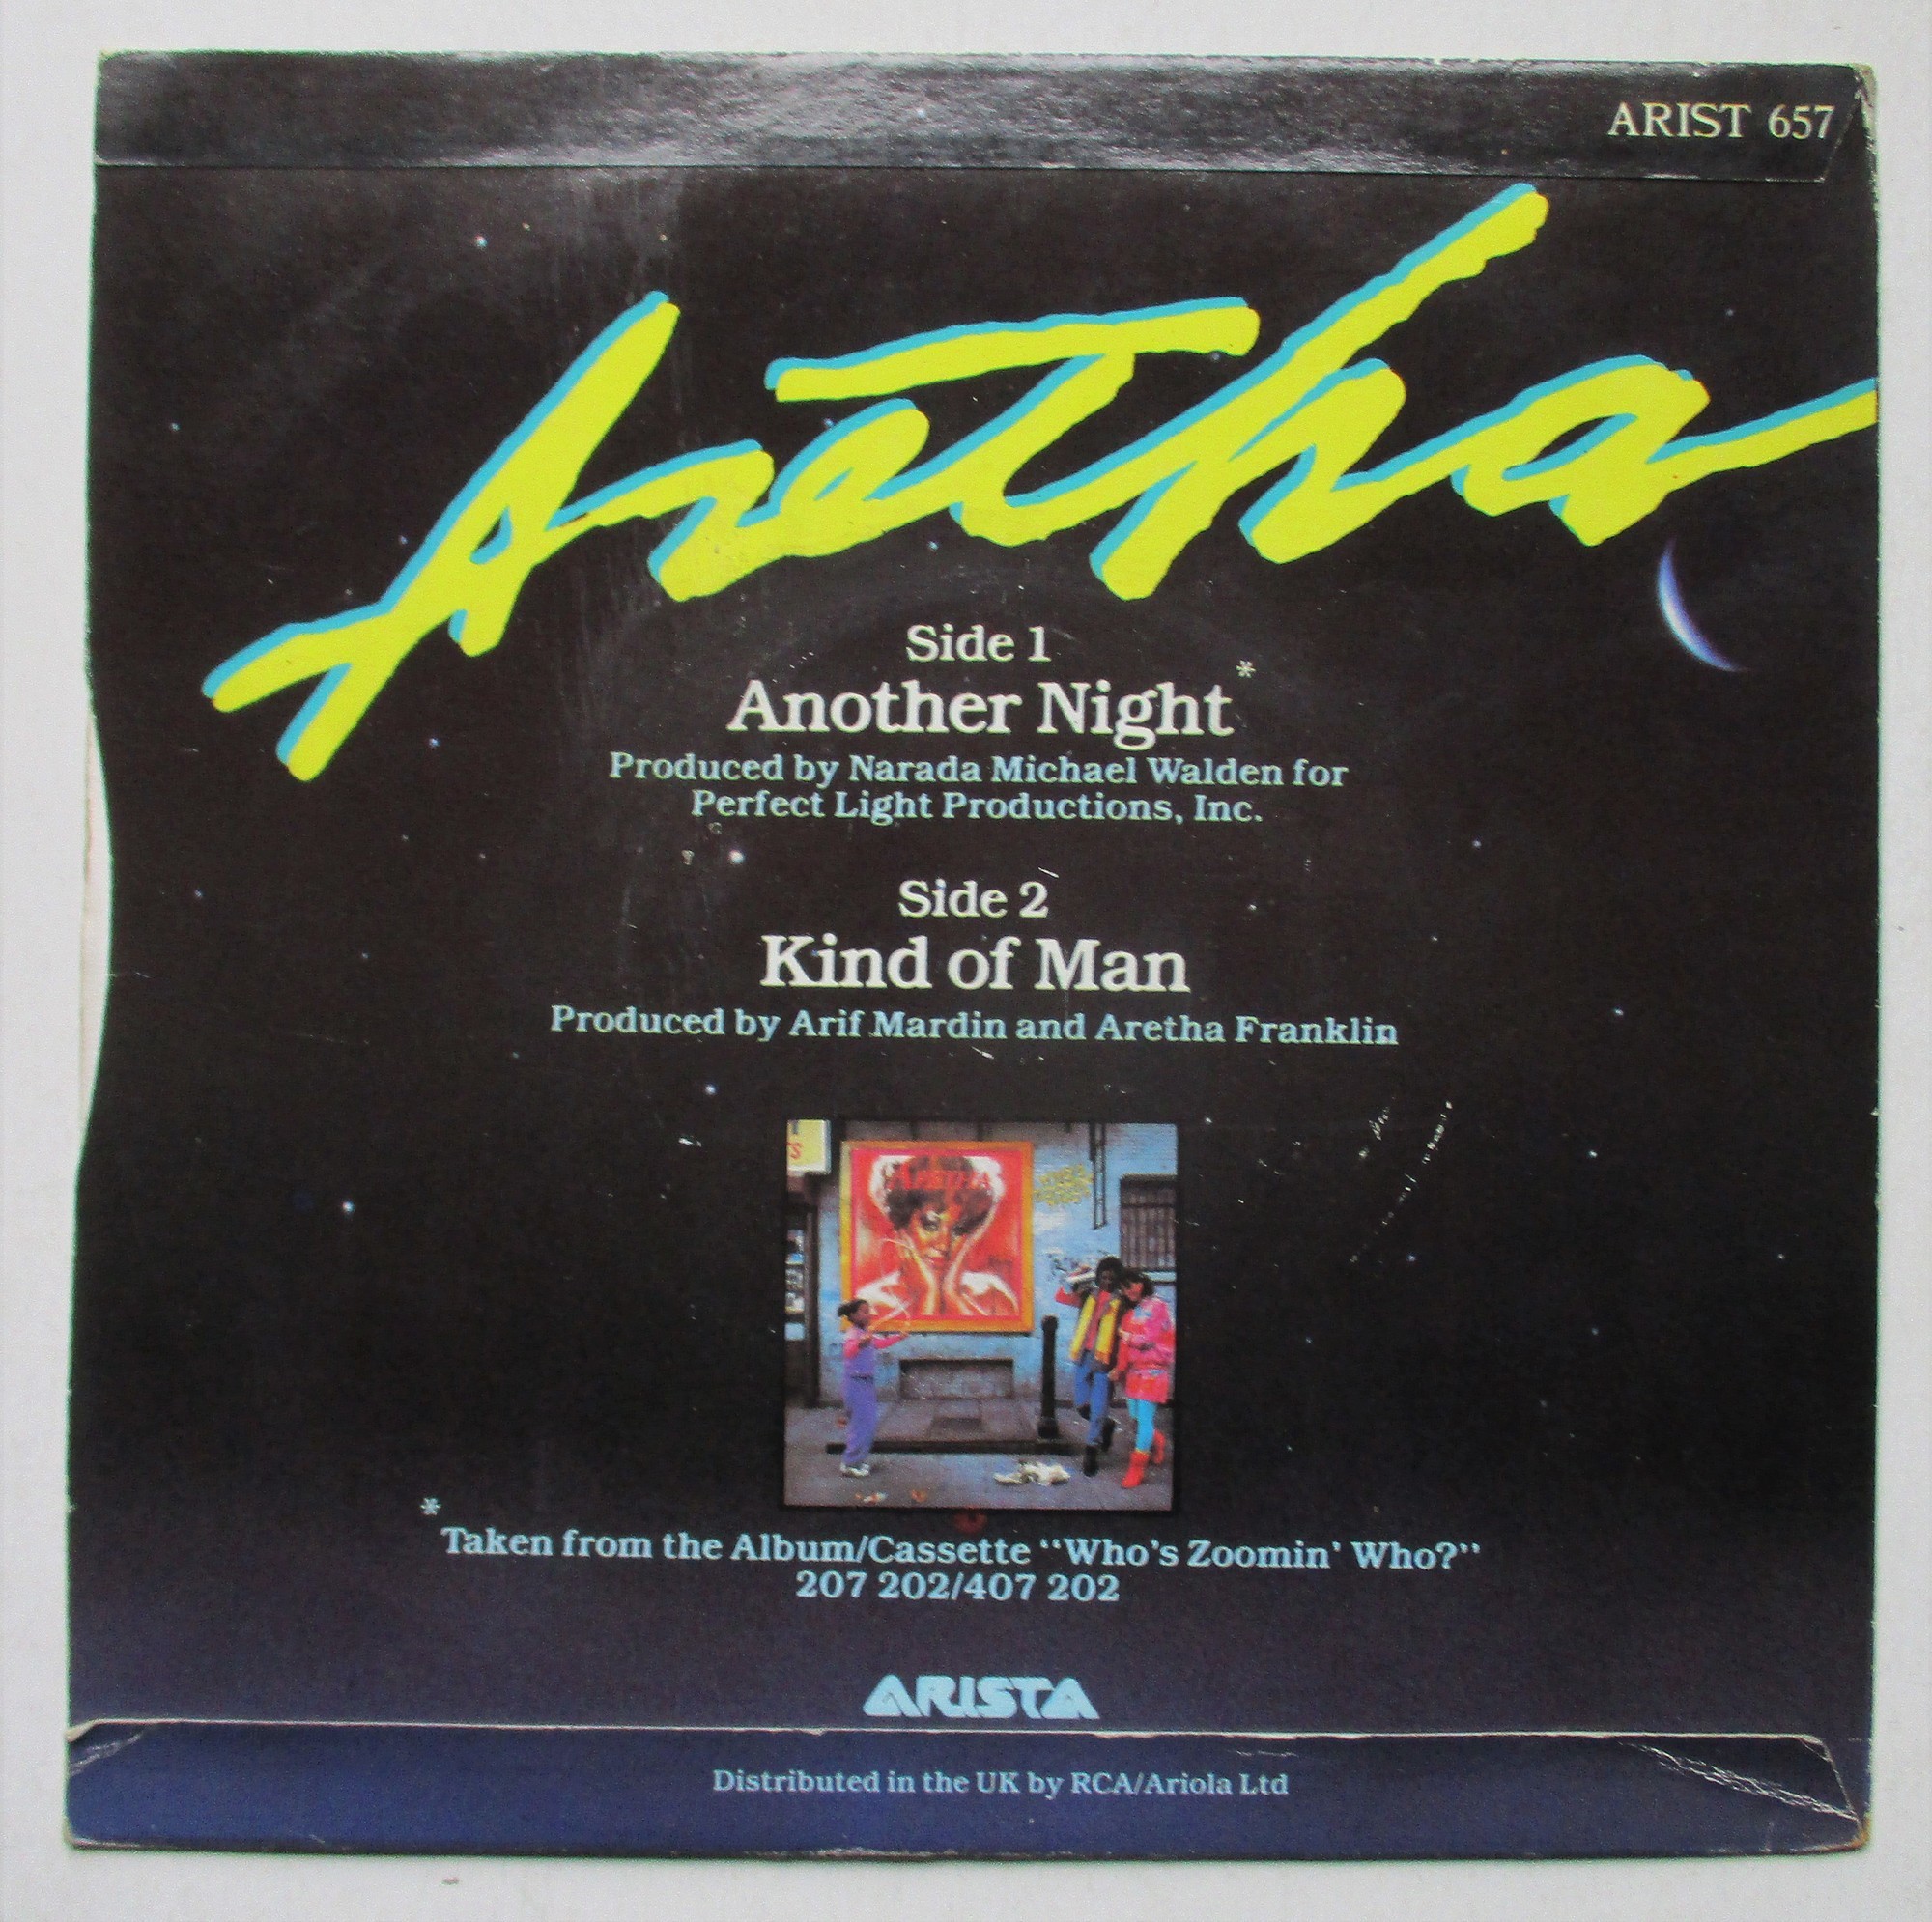 ARIST 657
Aretha
Side 1
Another Night*
Produced by Narada Michael Walden for
Perfect Light Productions, Inc.
Side 2
Kind of Man
Produced by Arif Mardin and Aretha Franklin
ARETHA
*Taken from the Album/Cassette “Who's Zoomin' Who?”
207 202/407 202
ARISTA
Distributed in the UK by RCA/Ariola Ltd